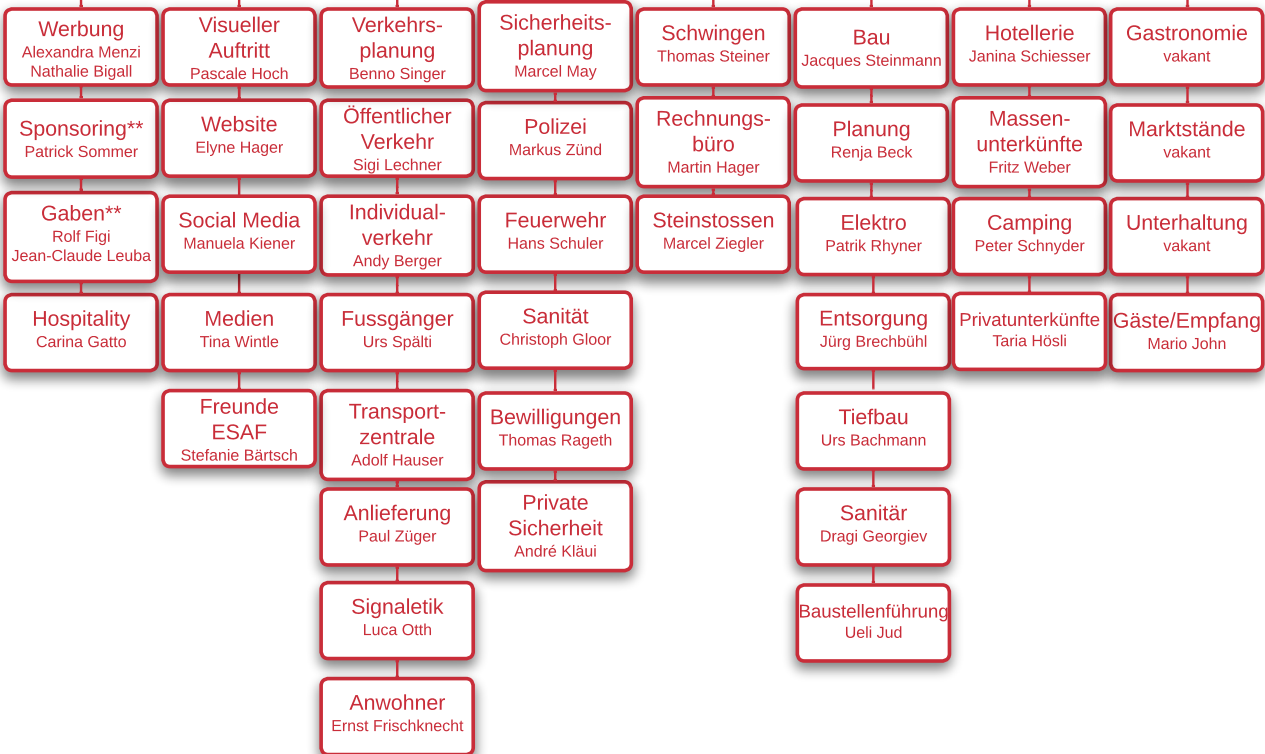 Werbung
Alexandra Menzi
Nathalie Bigall
Sponsoring**
Patrick Sommer
Gaben**
Rolf Figi
Jean-Claude Leuba
Hospitality
Carina Gatto
Visueller
Auftritt
Pascale Hoch
Website
Elyne Hager
Social Media
Manuela Kiener
Medien
Tina Wintle
Freunde
ESAF
Stefanie Bärtsch
Verkehrs-
planung
Benno Singer
Öffentlicher
Verkehr
Sigi Lechner
Individual-
verkehr
Andy Berger
Fussgänger
Urs Spälti
Transport-
zentrale
Adolf Hauser
Anlieferung
Paul Züger
Signaletik
Luca Otth
Anwohner
Ernst Frischknecht
Sicherheits-
planung
Marcel May
Polizei
Markus Zünd
Feuerwehr
Hans Schuler
Sanität
Christoph Gloor
Bewilligungen
Thomas Rageth
Private
Sicherheit
André Kläui
Schwingen
Thomas Steiner
Rechnungs-
büro
Martin Hager
Steinstossen
Marcel Ziegler
Bau
Jacques Steinmann
Planung
Renja Beck
Elektro
Patrik Rhyner
Entsorgung
Jürg Brechbühl
Tiefbau
Urs Bachmann
Sanitär
Dragi Georgiev
Baustellenführung
Ueli Jud
Hotellerie
Janina Schiesser
Massen-
unterkünfte
Fritz Weber
Camping
Peter Schnyder
Privatunterkünfte
Taria Hösli
Gastronomie
vakant
Marktstände
vakant
Unterhaltung
vakant
Gäste/Empfang
Mario John